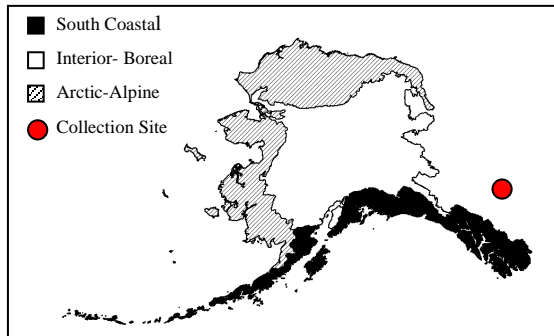 South Coastal
Interior- Boreal
Arctic-Alpine
Collection Site